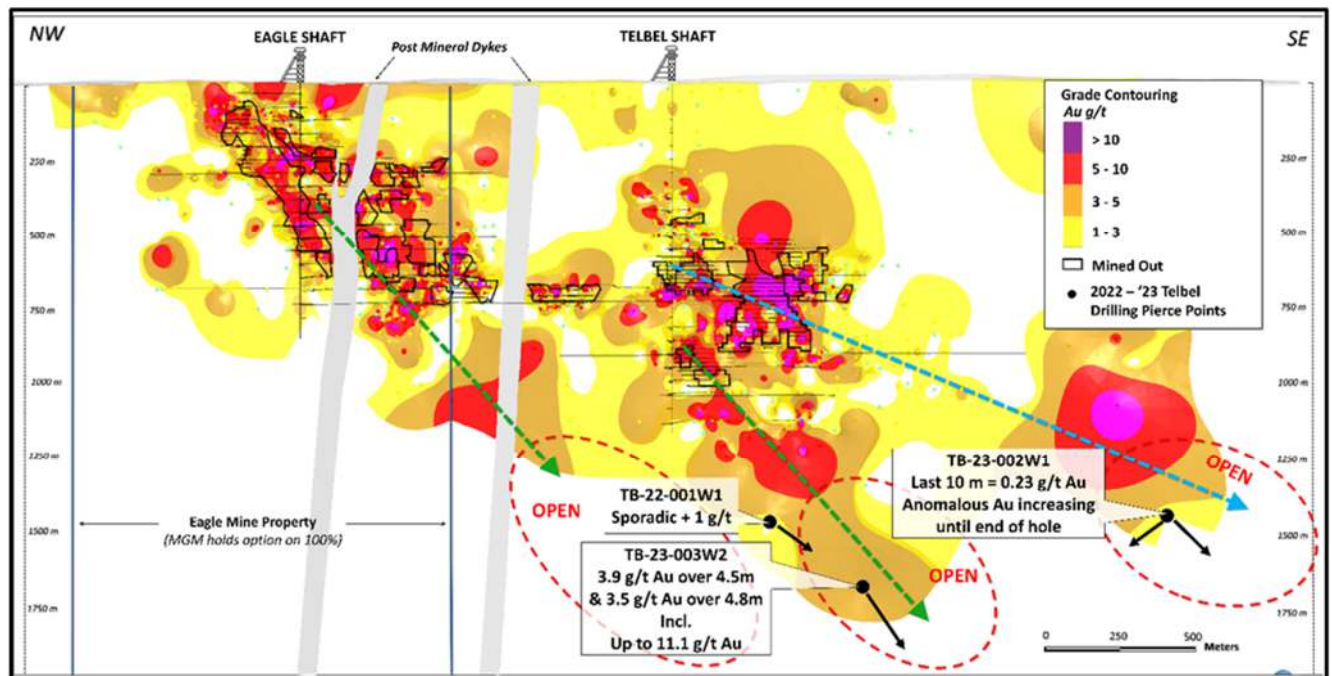 NW
EAGLE SHAFT
Post Mineral Dykes
TELBEL SHAFT
SE
Grade Contouring
Au g/t
> 10
5 - 10
3 - 5
1 - 3
Mined Out
2022 – '23 Telbel
Drilling Pierce Points
250 m
500 m
750 m
1000 m
1250 m
1500 m
1750 m
250 m
500 m
750 m
1000 m
1250 m
1500 m
1750 m
Eagle Mine Property
(MGM holds option on 100%)
OPEN
TB-22-001W1
Sporadic + 1 g/t
TB-23-003W2
3.9 g/t Au over 4.5m
& 3.5 g/t Au over 4.8m
Incl.
Up to 11.1 g/t Au
OPEN
TB-23-002W1
Last 10 m = 0.23 g/t Au
Anomalous Au increasing
until end of hole
OPEN
0 250 500
Meters